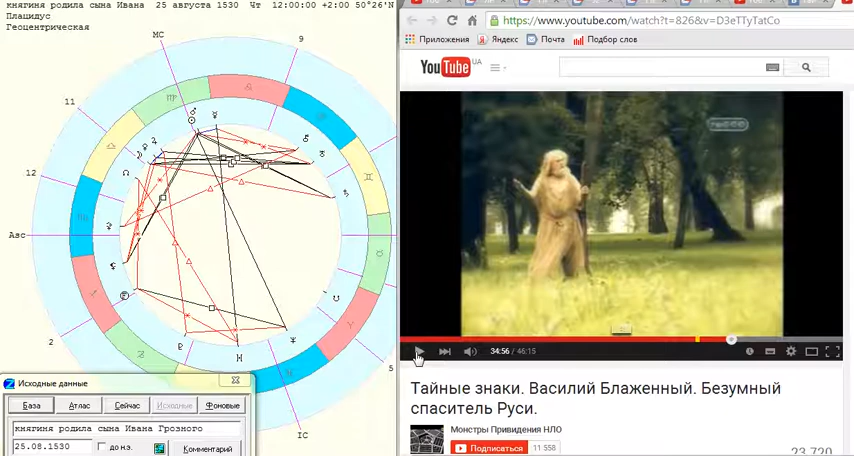 княгиня родила сына Ивана 25 августа 1530 Чт 12:00:00 +2:00 50°26'N
Плацидус
Геоцентрическая
MC
9
11
12
Asc
2
5
IC
Исходные данные
База Атлас Сейчас Исходные Фоновые
княгиня родила сына Ивана Грозного
25.08.1530 до н.э. Комментарий
https://www.youtube.com/watch?t=826&v=D3eTTyTatCo
Приложения Яндекс Почта Подбор слов
YouTube UA
34:56 / 46:15
Тайные знаки. Василий Блаженный. Безумный
спаситель Руси.
Монстры Привидения НЛО
Подписаться 11 558
23 720